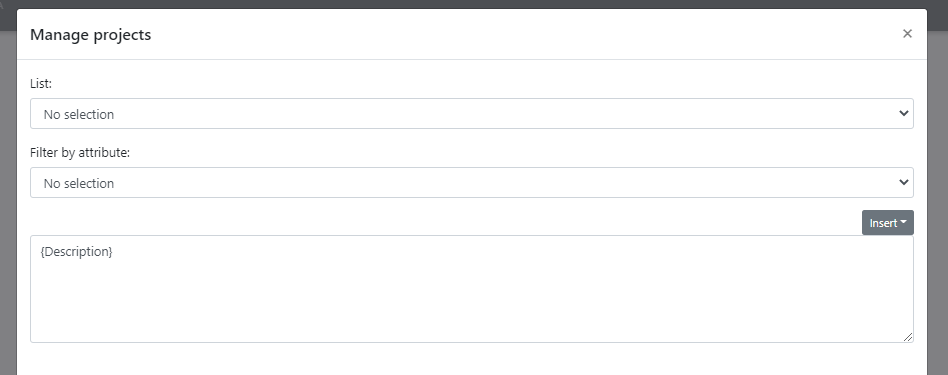 Manage projects
×
List:
No selection
Filter by attribute:
No selection
Insert
{Description}